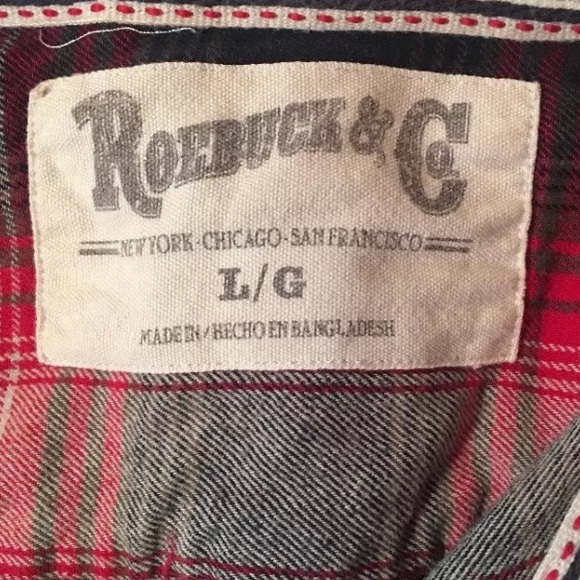 ROEBUCK & Co.
NEW YORK - CHICAGO - SAN FRANCISCO
L/G
MADE IN / HECHO EN BANGLADESH